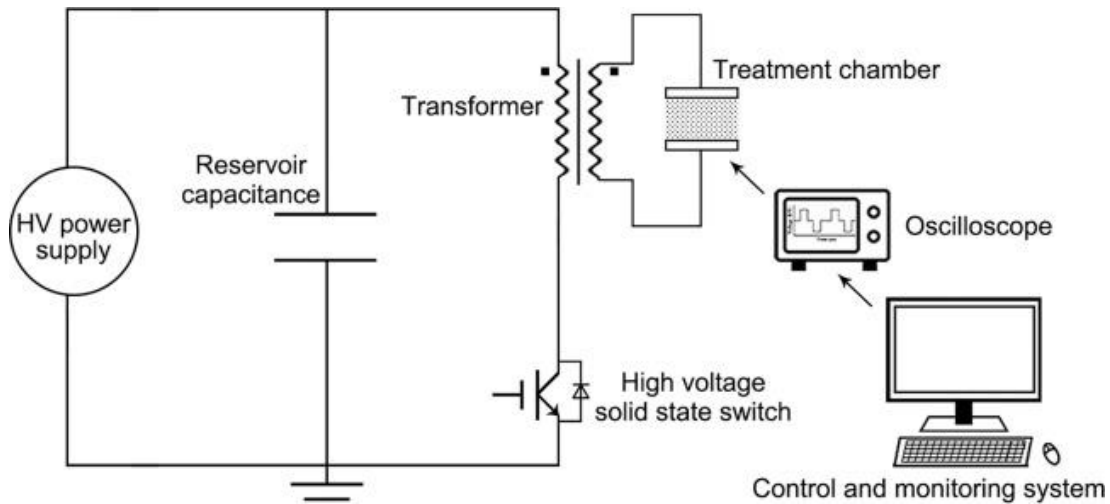 Treatment chamber
Transformer
Reservoir
capacitance
HV power
supply
Oscilloscope
High voltage
solid state switch
Control and monitoring system